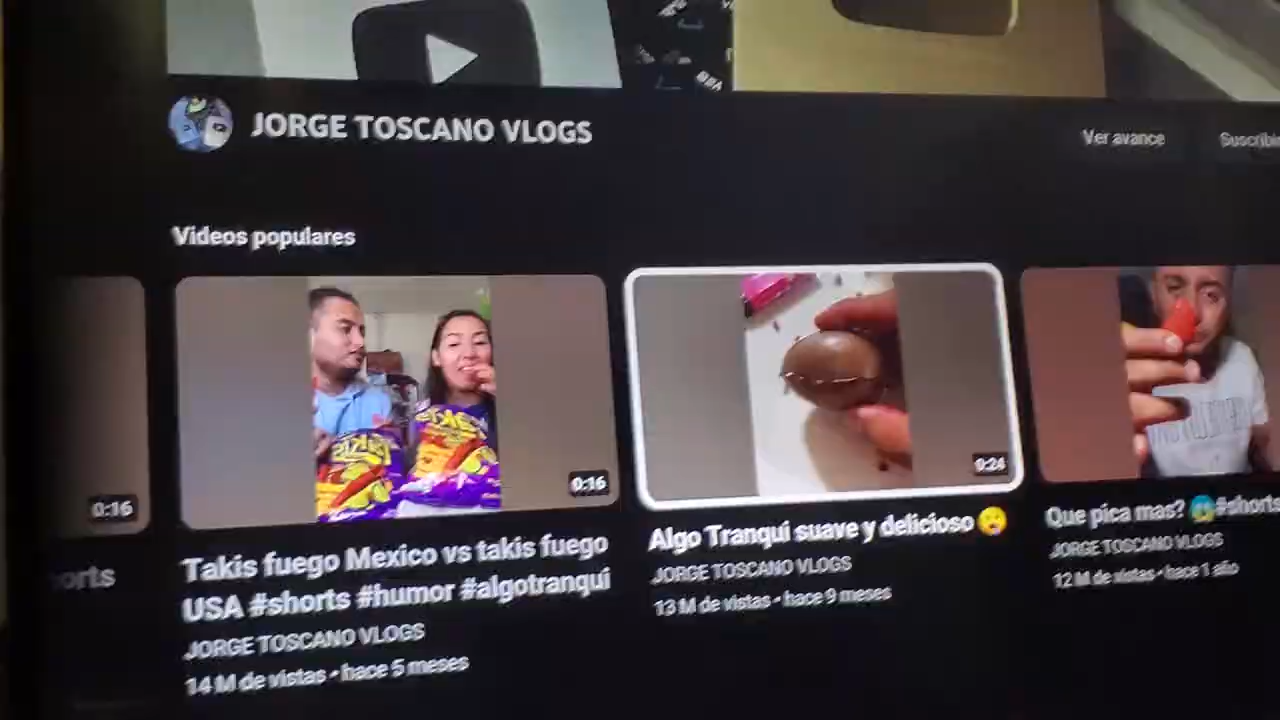 JORGE TOSCANO VLOGS
Ver avance
Suscribir
Videos populares
0:16
0:16
0:24
orts
Takis fuego Mexico vs takis fuego
USA #shorts #humor #algotranqui
JORGE TOSCANO VLOGS
14 M de vistas • hace 5 meses
Algo Tranqui suave y delicioso 😮
JORGE TOSCANO VLOGS
13 M de vistas • hace 9 meses
Que pica mas? 😱#shorts
JORGE TOSCANO VLOGS
12 M de vistas • hace 1 año